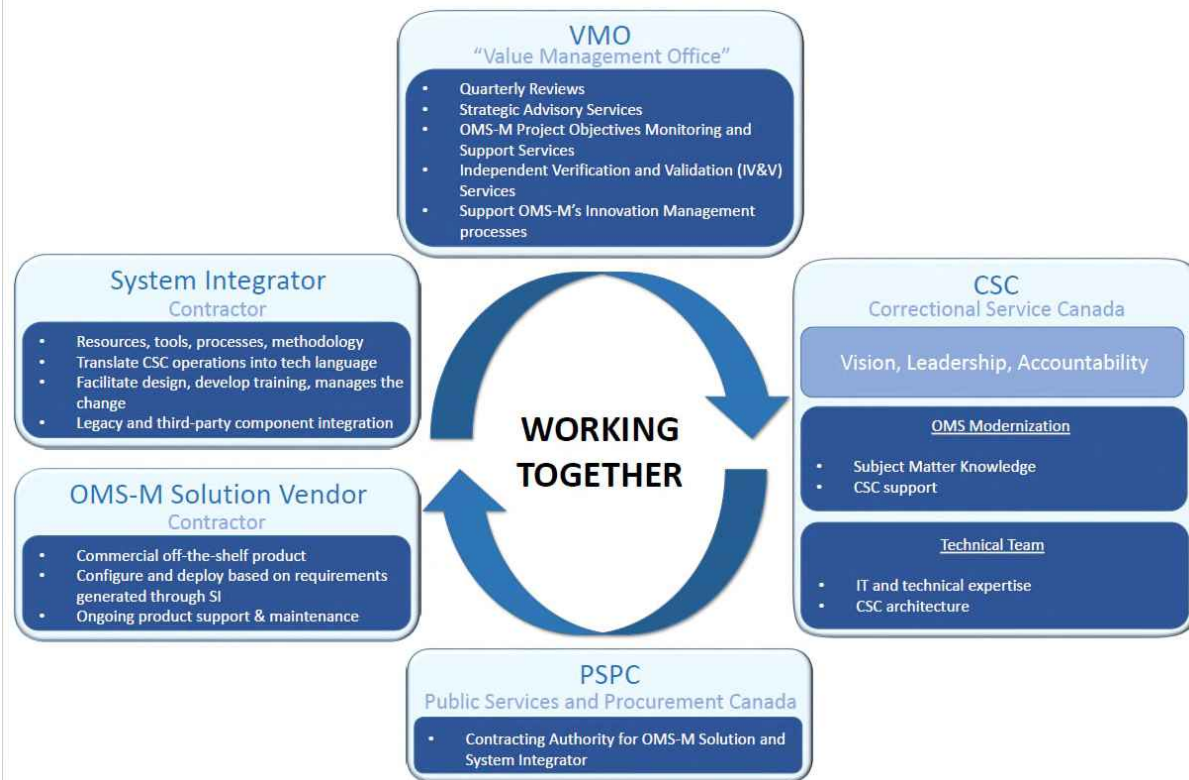 VMO
“Value Management Office”
• Quarterly Reviews
• Strategic Advisory Services
• OMS-M Project Objectives Monitoring and
Support Services
• Independent Verification and Validation (IV&V)
Services
• Support OMS-M’s Innovation Management
processes
System Integrator
Contractor
• Resources, tools, processes, methodology
• Translate CSC operations into tech language
• Facilitate design, develop training, manages the
change
• Legacy and third-party component integration
OMS-M Solution Vendor
Contractor
• Commercial off-the-shelf product
• Configure and deploy based on requirements
generated through SI
• Ongoing product support & maintenance
WORKING
TOGETHER
CSC
Correctional Service Canada
Vision, Leadership, Accountability
OMS Modernization
• Subject Matter Knowledge
• CSC support
Technical Team
• IT and technical expertise
• CSC architecture
PSPC
Public Services and Procurement Canada
• Contracting Authority for OMS-M Solution and
System Integrator